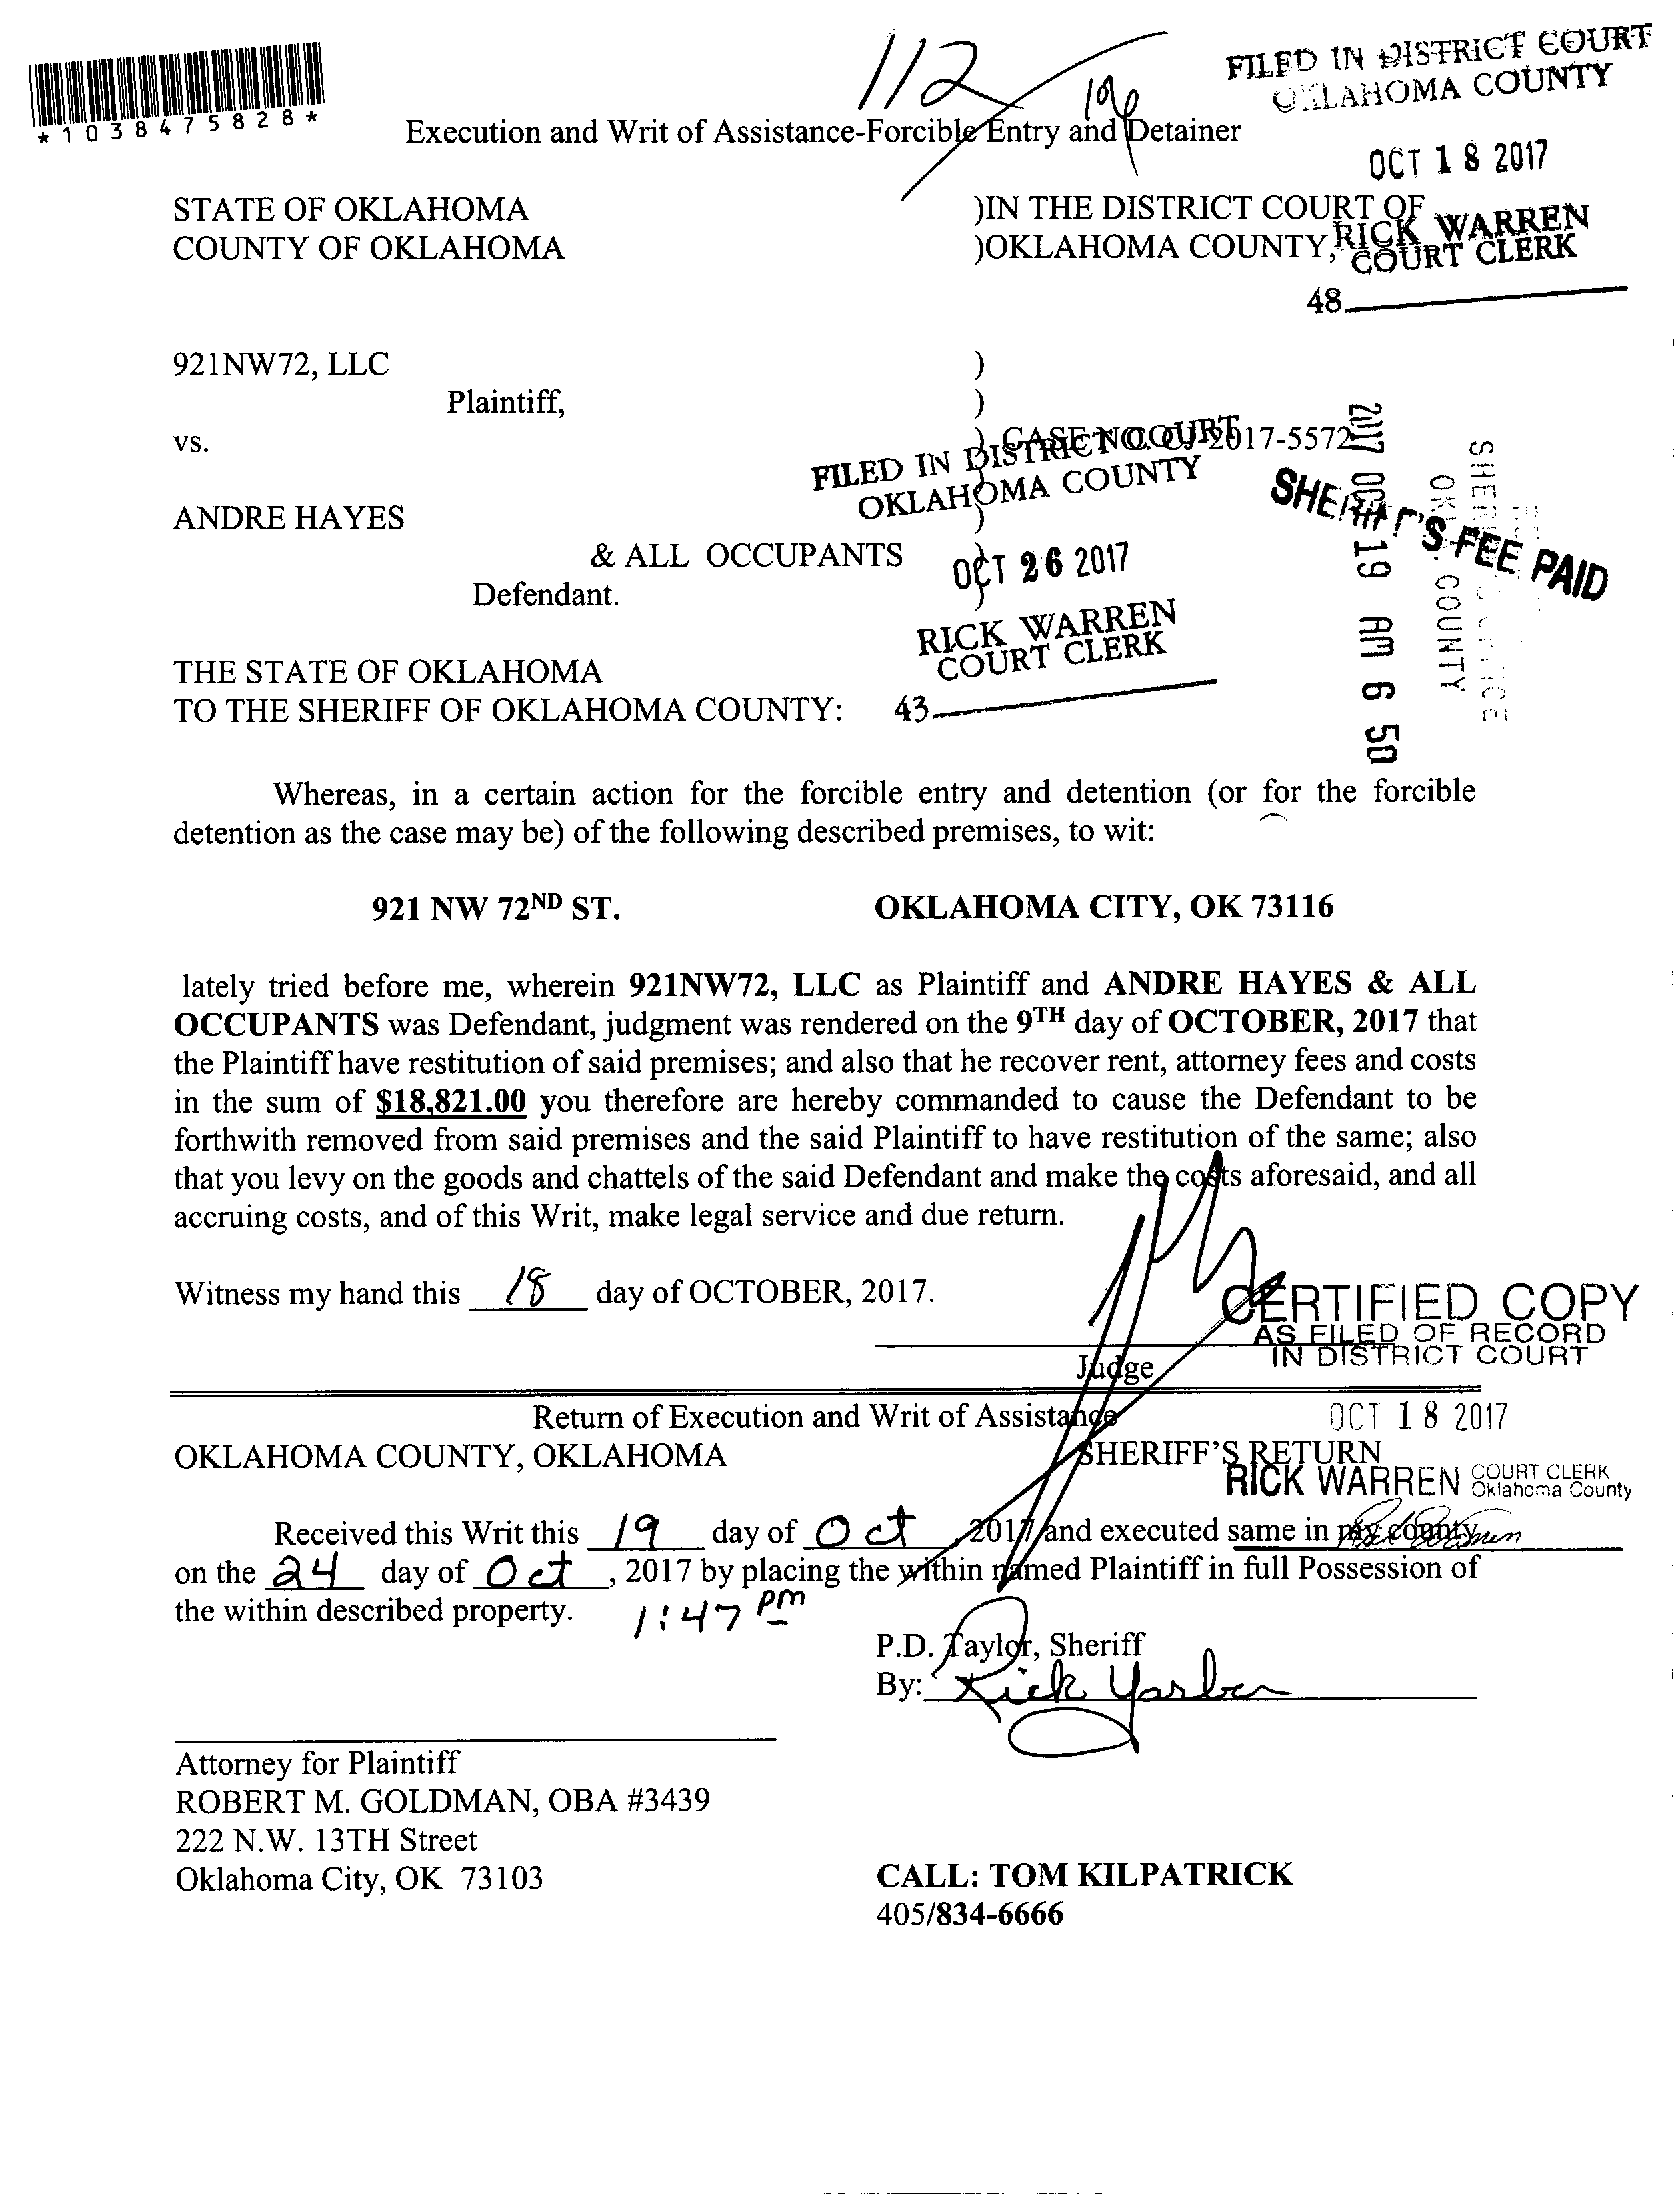 *1038475828*
112
FILED IN DISTRICT COURT
OKLAHOMA COUNTY
Execution and Writ of Assistance-Forcible Entry and Detainer
OCT 18 2017
STATE OF OKLAHOMA )IN THE DISTRICT COURT OF
COUNTY OF OKLAHOMA )OKLAHOMA COUNTY,
RICK WARREN
COURT CLERK
48
921NW72, LLC )
Plaintiff, )
vs. ) CASE NO. CJ-2017-5572
FILED IN DISTRICT COURT
OKLAHOMA COUNTY
ANDRE HAYES )
& ALL OCCUPANTS
OCT 26 2017
Defendant. )
RICK WARREN
COURT CLERK
43
2017 OCT 19 AM 6 50
SHERIFF'S FEE PAID
OKL. COUNTY
THE STATE OF OKLAHOMA
TO THE SHERIFF OF OKLAHOMA COUNTY:
Whereas, in a certain action for the forcible entry and detention (or for the forcible
detention as the case may be) of the following described premises, to wit:
921 NW 72ND ST. OKLAHOMA CITY, OK 73116
lately tried before me, wherein 921NW72, LLC as Plaintiff and ANDRE HAYES & ALL
OCCUPANTS was Defendant, judgment was rendered on the 9TH day of OCTOBER, 2017 that
the Plaintiff have restitution of said premises; and also that he recover rent, attorney fees and costs
in the sum of $18,821.00 you therefore are hereby commanded to cause the Defendant to be
forthwith removed from said premises and the said Plaintiff to have restitution of the same; also
that you levy on the goods and chattels of the said Defendant and make the costs aforesaid, and all
accruing costs, and of this Writ, make legal service and due return.
Witness my hand this 18 day of OCTOBER, 2017.
Judge
CERTIFIED COPY
AS FILED OF RECORD
IN DISTRICT COURT
Return of Execution and Writ of Assistance
OCT 18 2017
OKLAHOMA COUNTY, OKLAHOMA SHERIFF'S RETURN
RICK WARREN COURT CLERK
Oklahoma County
Received this Writ this 19 day of Oct, 2017 and executed same in my county
on the 24 day of Oct, 2017 by placing the within named Plaintiff in full Possession of
the within described property. 1:47 pm
P.D. Taylor, Sheriff
By: Rick Yarber
Attorney for Plaintiff
ROBERT M. GOLDMAN, OBA #3439
222 N.W. 13TH Street
Oklahoma City, OK 73103
CALL: TOM KILPATRICK
405/834-6666